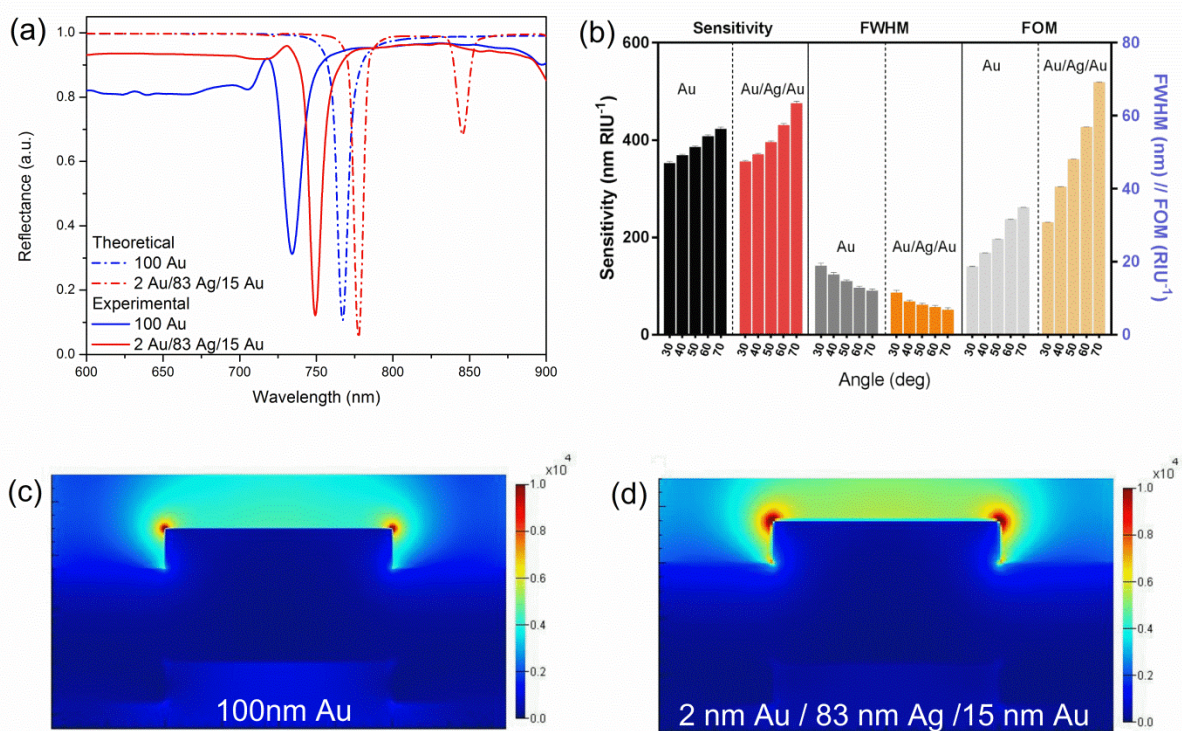 (a)
1.0
0.8
0.6
0.4
0.2
0.0
Reflectance (a.u.)
Theoretical
100 Au
2 Au/83 Ag/15 Au
Experimental
100 Au
2 Au/83 Ag/15 Au
600 650 700 750 800 850 900
Wavelength (nm)
(b)
Sensitivity FWHM FOM
600
400
200
0
Sensitivity (nm RIU⁻¹)
Au Au/Ag/Au
Au Au/Ag/Au
Au Au/Ag/Au
80
60
40
20
0
FWHM (nm) // FOM (RIU⁻¹)
30 40 50 60 70 30 40 50 60 70 30 40 50 60 70 30 40 50 60 70 30 40 50 60 70 30 40 50 60 70
Angle (deg)
(c)
100nm Au
x10⁴
1.0
0.8
0.6
0.4
0.2
0.0
(d)
2 nm Au / 83 nm Ag /15 nm Au
x10⁴
1.0
0.8
0.6
0.4
0.2
0.0